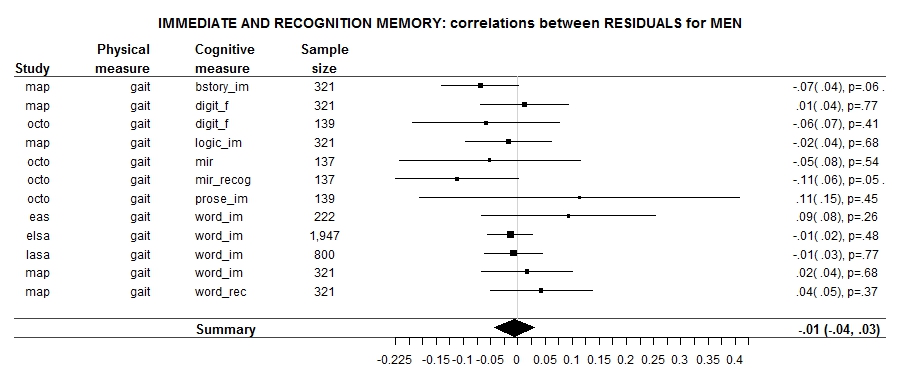 IMMEDIATE AND RECOGNITION MEMORY: correlations between RESIDUALS for MEN
Physical Cognitive Sample
Study measure measure size
map gait bstory_im 321 -.07( .04), p=.06 .
map gait digit_f 321 .01( .04), p=.77
octo gait digit_f 139 -.06( .07), p=.41
map gait logic_im 321 -.02( .04), p=.68
octo gait mir 137 -.05( .08), p=.54
octo gait mir_recog 137 -.11( .06), p=.05 .
octo gait prose_im 139 .11( .15), p=.45
eas gait word_im 222 .09( .08), p=.26
elsa gait word_im 1,947 -.01( .02), p=.48
lasa gait word_im 800 -.01( .03), p=.77
map gait word_im 321 .02( .04), p=.68
map gait word_rec 321 .04( .05), p=.37
Summary -.01 (-.04, .03)
-0.225 -0.15 -0.1 -0.05 0 0.05 0.1 0.15 0.2 0.25 0.3 0.35 0.4